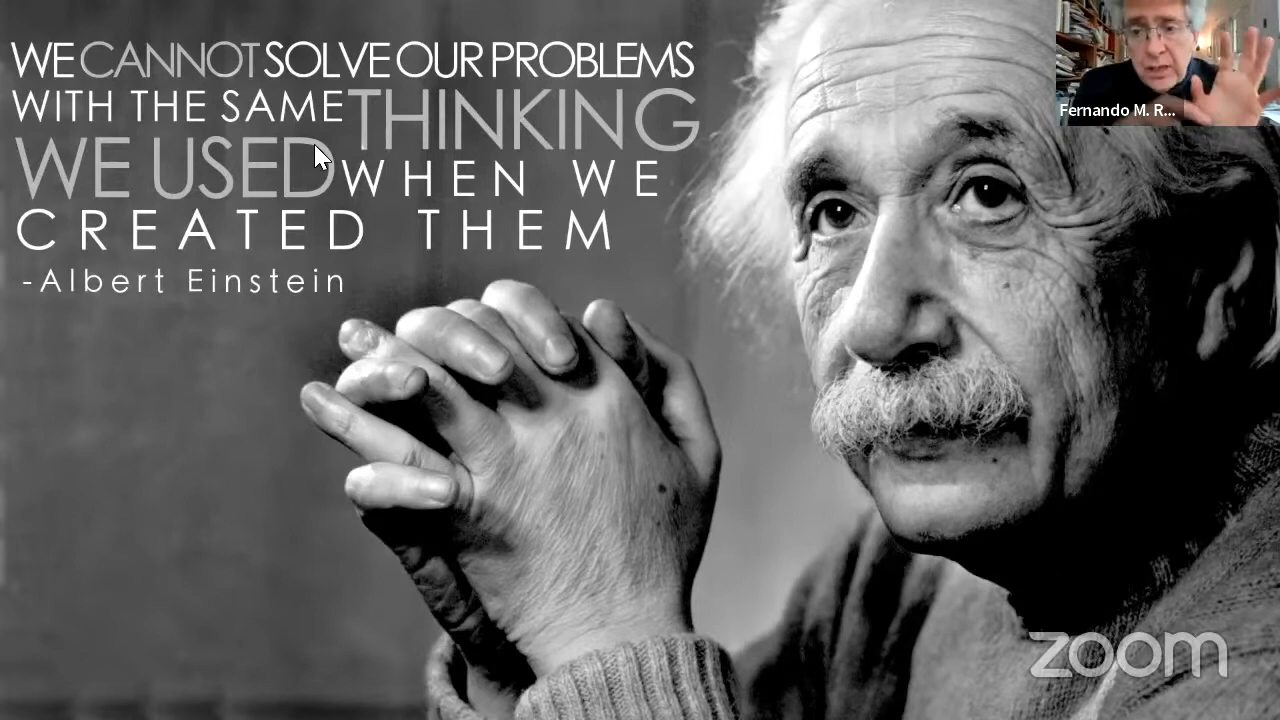 WE CANNOT SOLVE OUR PROBLEMS
WITH THE SAME THINKING
WE USED WHEN WE
CREATED THEM
-Albert Einstein
Fernando M. R...
zoom